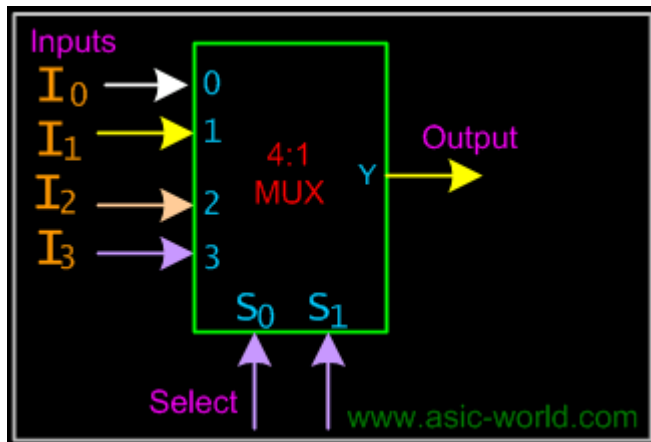 Inputs
I0 0
I1 1
4:1
MUX
Y
Output
I2 2
I3 3
S0 S1
Select
www.asic-world.com